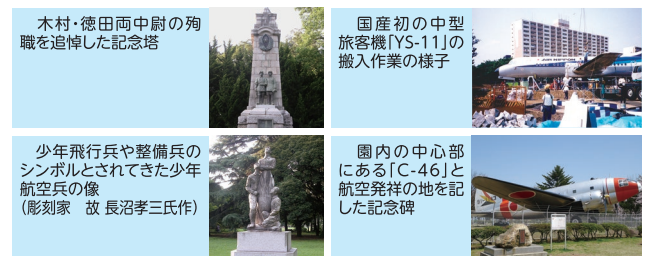 木村・徳田両中尉の殉
職を追悼した記念塔
国産初の中型
旅客機「YS-11」の
搬入作業の様子
少年飛行兵や整備兵の
シンボルとされてきた少年
航空兵の像
（彫刻家　故 長沼孝三氏作）
園内の中心部
にある「C-46」と
航空発祥の地を記
した記念碑